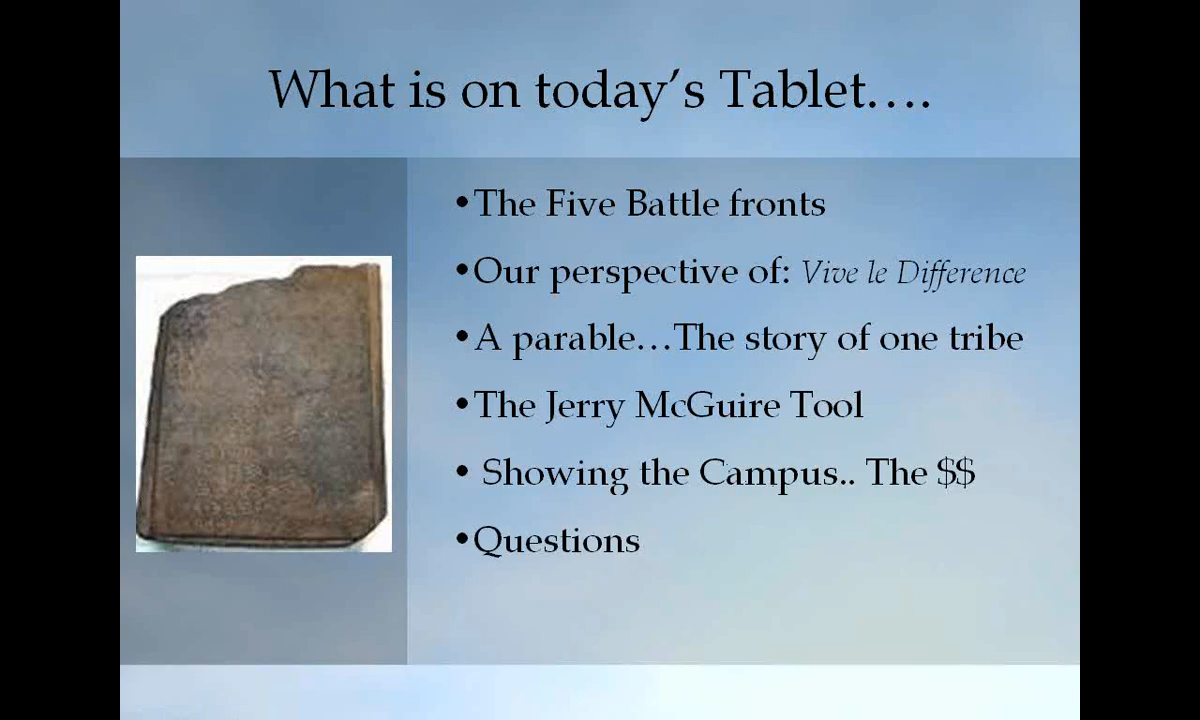 What is on today’s Tablet….
•The Five Battle fronts
•Our perspective of: Vive le Difference
•A parable…The story of one tribe
•The Jerry McGuire Tool
• Showing the Campus.. The $$
•Questions